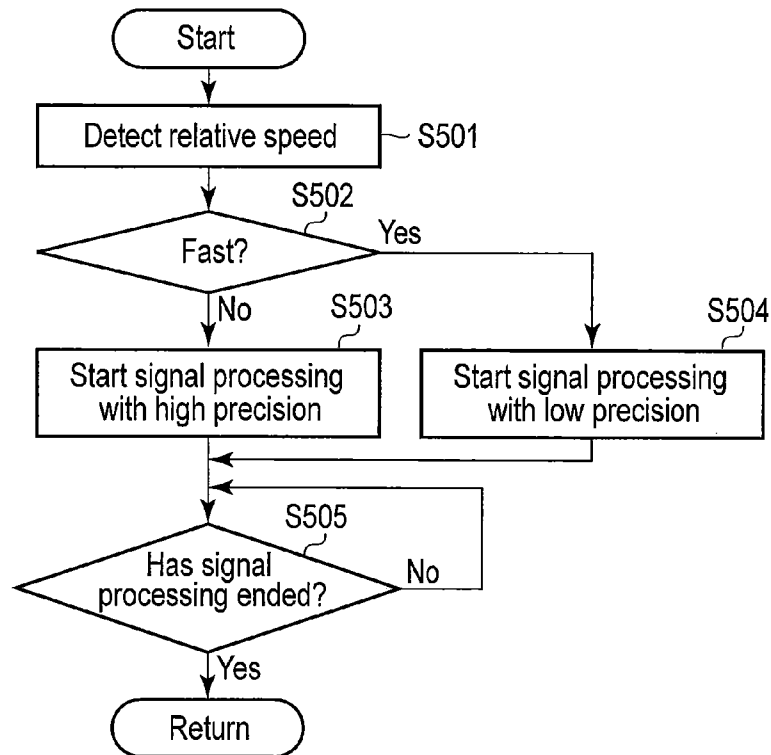 Start
Detect relative speed
S501
S502
Fast?
Yes
No
S503
Start signal processing
with high precision
S504
Start signal processing
with low precision
S505
Has signal
processing ended?
No
Yes
Return